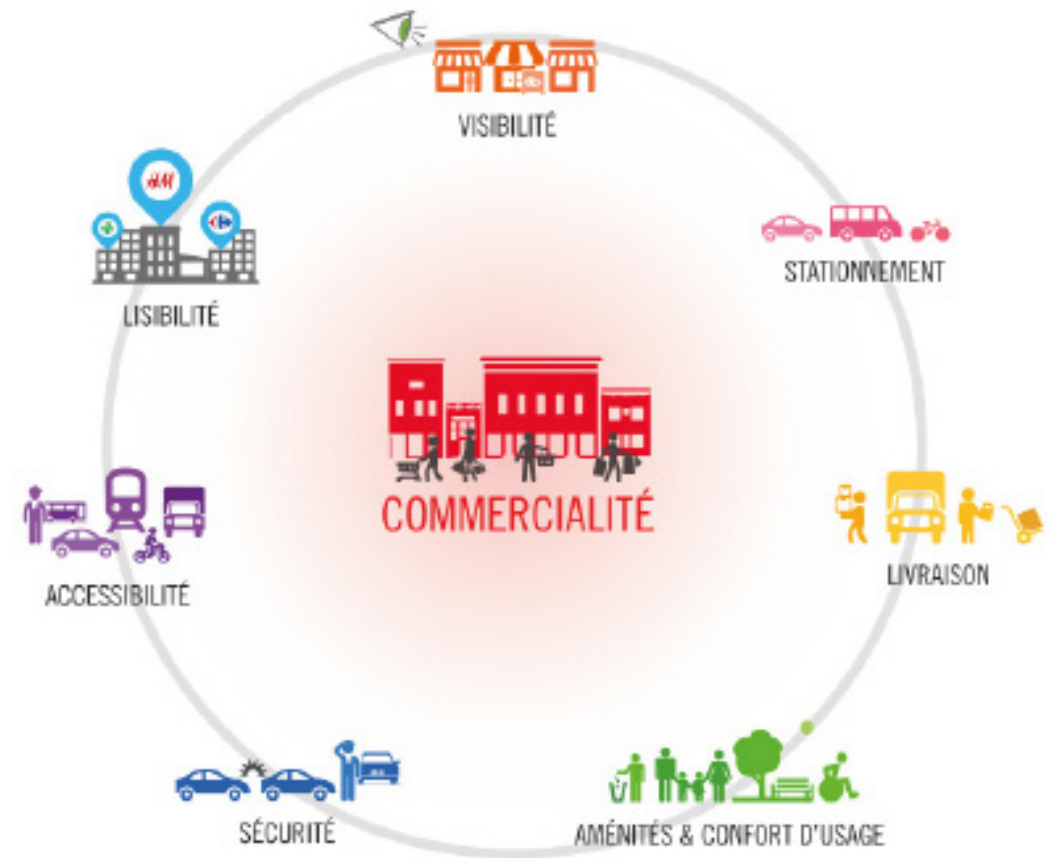 VISIBILITÉ
H&M
LISIBILITÉ
STATIONNEMENT
COMMERCIALITÉ
ACCESSIBILITÉ
LIVRAISON
SÉCURITÉ
AMÉNITÉS & CONFORT D'USAGE